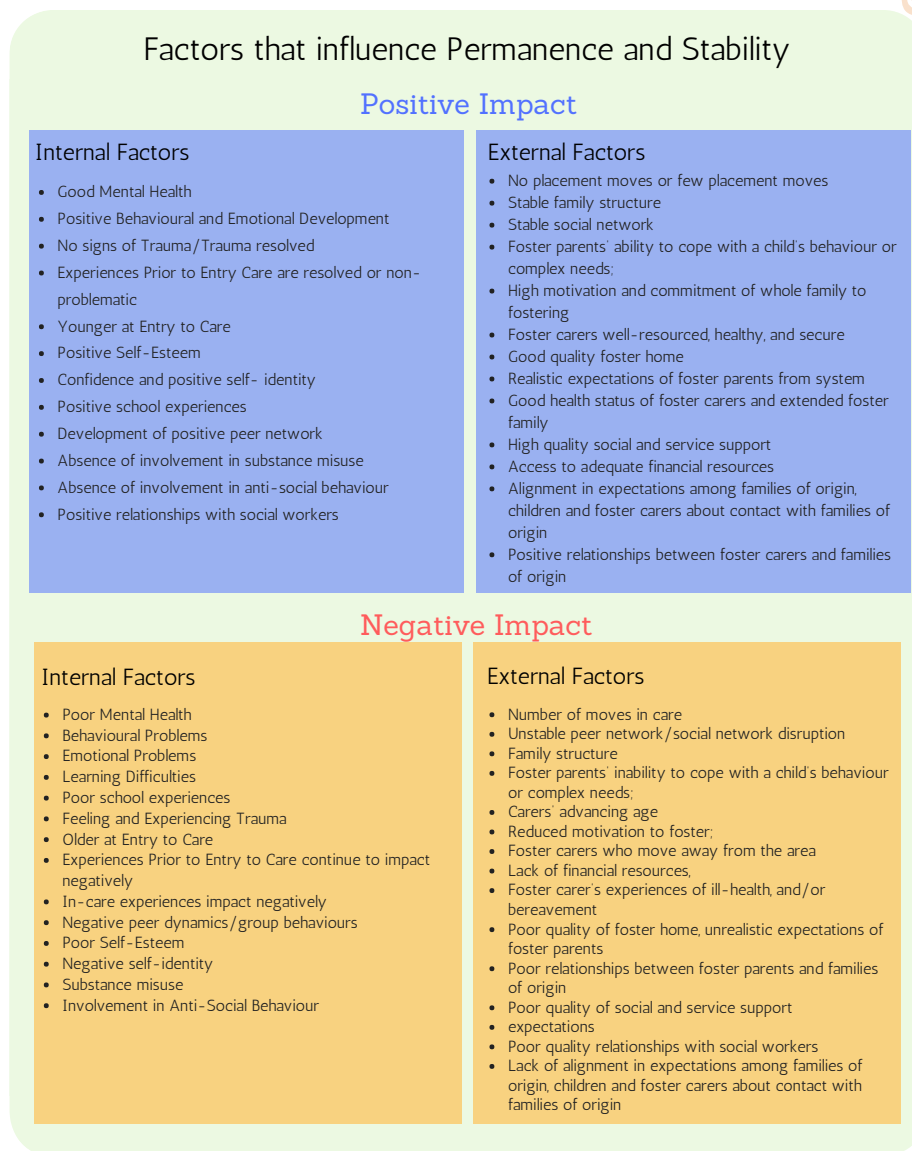 Factors that influence Permanence and Stability
Positive Impact
Internal Factors
• Good Mental Health
• Positive Behavioural and Emotional Development
• No signs of Trauma/Trauma resolved
• Experiences Prior to Entry Care are resolved or non-
problematic
• Younger at Entry to Care
• Positive Self-Esteem
• Confidence and positive self- identity
• Positive school experiences
• Development of positive peer network
• Absence of involvement in substance misuse
• Absence of involvement in anti-social behaviour
• Positive relationships with social workers
External Factors
• No placement moves or few placement moves
• Stable family structure
• Stable social network
• Foster parents' ability to cope with a child's behaviour or
complex needs;
• High motivation and commitment of whole family to
fostering
• Foster carers well-resourced, healthy, and secure
• Good quality foster home
• Realistic expectations of foster parents from system
• Good health status of foster carers and extended foster
family
• High quality social and service support
• Access to adequate financial resources
• Alignment in expectations among families of origin,
children and foster carers about contact with families of
origin
• Positive relationships between foster carers and families
of origin
Negative Impact
Internal Factors
• Poor Mental Health
• Behavioural Problems
• Emotional Problems
• Learning Difficulties
• Poor school experiences
• Feeling and Experiencing Trauma
• Older at Entry to Care
• Experiences Prior to Entry to Care continue to impact
negatively
• In-care experiences impact negatively
• Negative peer dynamics/group behaviours
• Poor Self-Esteem
• Negative self-identity
• Substance misuse
• Involvement in Anti-Social Behaviour
External Factors
• Number of moves in care
• Unstable peer network/social network disruption
• Family structure
• Foster parents' inability to cope with a child's behaviour
or complex needs;
• Carers' advancing age
• Reduced motivation to foster;
• Foster carers who move away from the area
• Lack of financial resources,
• Foster carer's experiences of ill-health, and/or
bereavement
• Poor quality of foster home, unrealistic expectations of
foster parents
• Poor relationships between foster parents and families
of origin
• Poor quality of social and service support
• expectations
• Poor quality relationships with social workers
• Lack of alignment in expectations among families of
origin, children and foster carers about contact with
families of origin